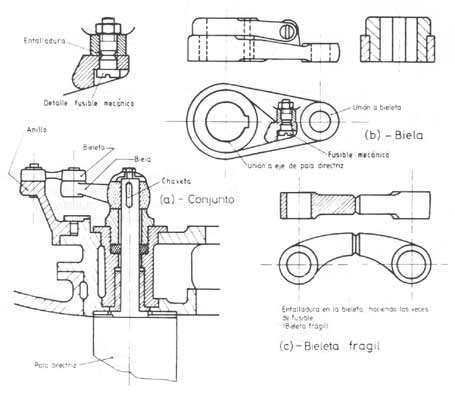 Entalladura
Detalle fusible mecánico
Anillo
Bieleta
Biela
Chaveta
(a)-Conjunto
Pala directriz
Unión a bieleta
(b)-Biela
Fusible mecánico
Unión a eje de pala directriz
Entalladura en la bieleta, haciendo las veces
de fusible
(Bieleta frágil)
(c)-Bieleta fragil